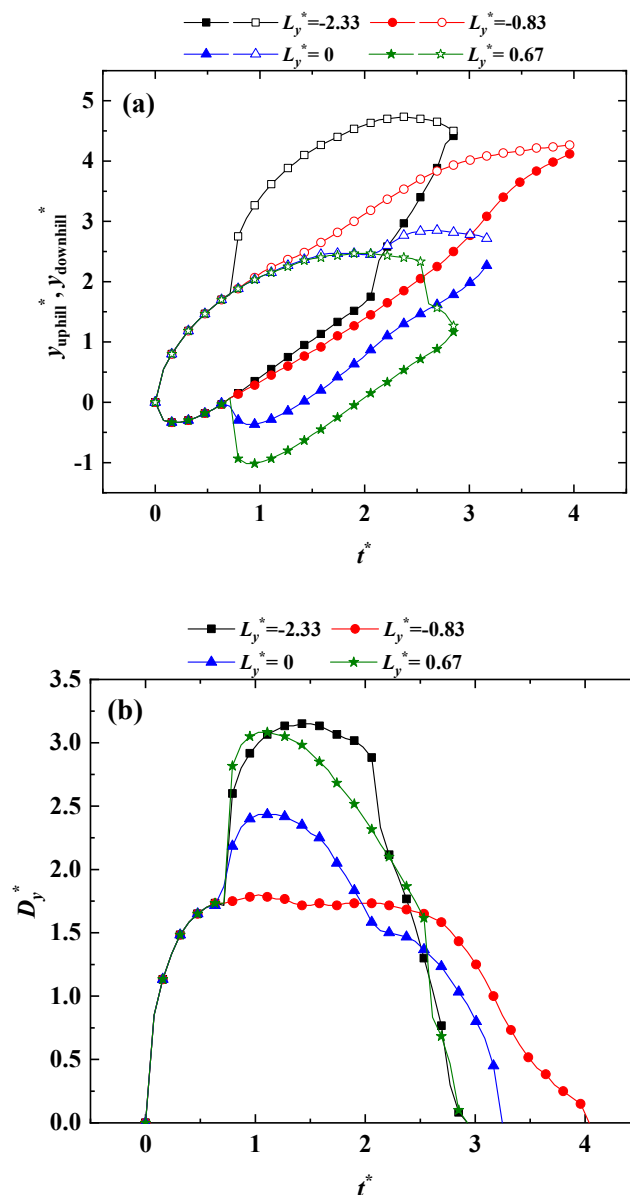 L_y^*=-2.33 L_y^*=-0.83
L_y^*= 0 L_y^*= 0.67
(a)
y_uphill^*, y_downhill^*
5
4
3
2
1
0
-1
0 1 2 3 4
t^*
L_y^*=-2.33 L_y^*=-0.83
L_y^*= 0 L_y^*= 0.67
(b)
D_y^*
3.5
3.0
2.5
2.0
1.5
1.0
0.5
0.0
0 1 2 3 4
t^*